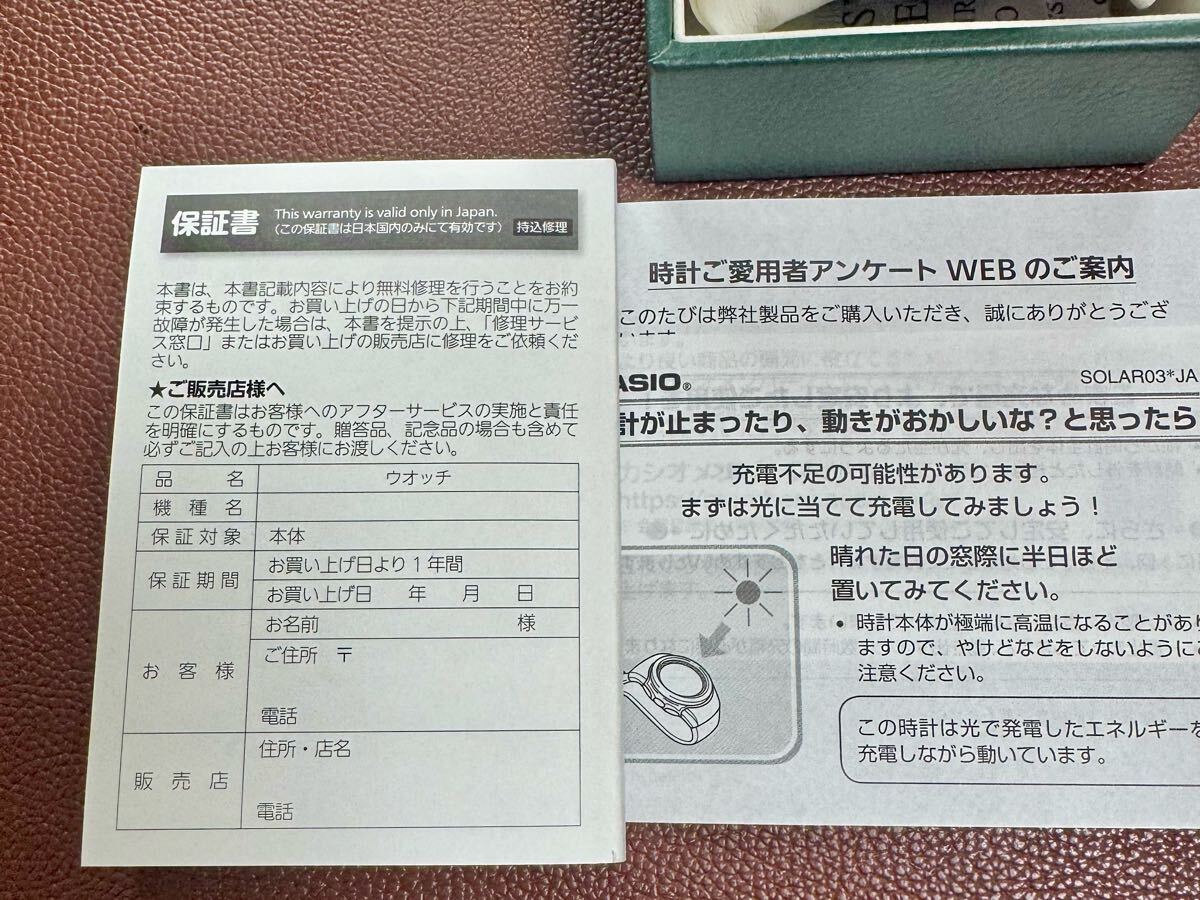 保証書 This warranty is valid only in Japan.
(この保証書は日本国内のみにて有効です) 持込修理
本書は、本書記載内容により無料修理を行うことをお約
束するものです。お買い上げの日から下記期間中に万一
故障が発生した場合は、本書を提示の上、「修理サービ
ス窓口」またはお買い上げの販売店に修理をご依頼くだ
さい。
★ご販売店様へ
この保証書はお客様へのアフターサービスの実施と責任
を明確にするものです。贈答品、記念品の場合も含めて
必ずご記入の上お客様にお渡しください。
品名 ウオッチ
機種名
保証対象 本体
保証期間 お買い上げ日より1年間
お買い上げ日 年 月 日
お客様 お名前 様
ご住所 〒
電話
販売店 住所・店名
電話
時計ご愛用者アンケート WEB のご案内
このたびは弊社製品をご購入いただき、誠にありがとうござ
います。
ASIO®
SOLAR03*JA
計が止まったり、動きがおかしいな?と思ったら
充電不足の可能性があります。
まずは光に当てて充電してみましょう!
晴れた日の窓際に半日ほど
置いてみてください。
• 時計本体が極端に高温になることがあり
ますので、やけどなどをしないようにご
注意ください。
この時計は光で発電したエネルギーを
充電しながら動いています。